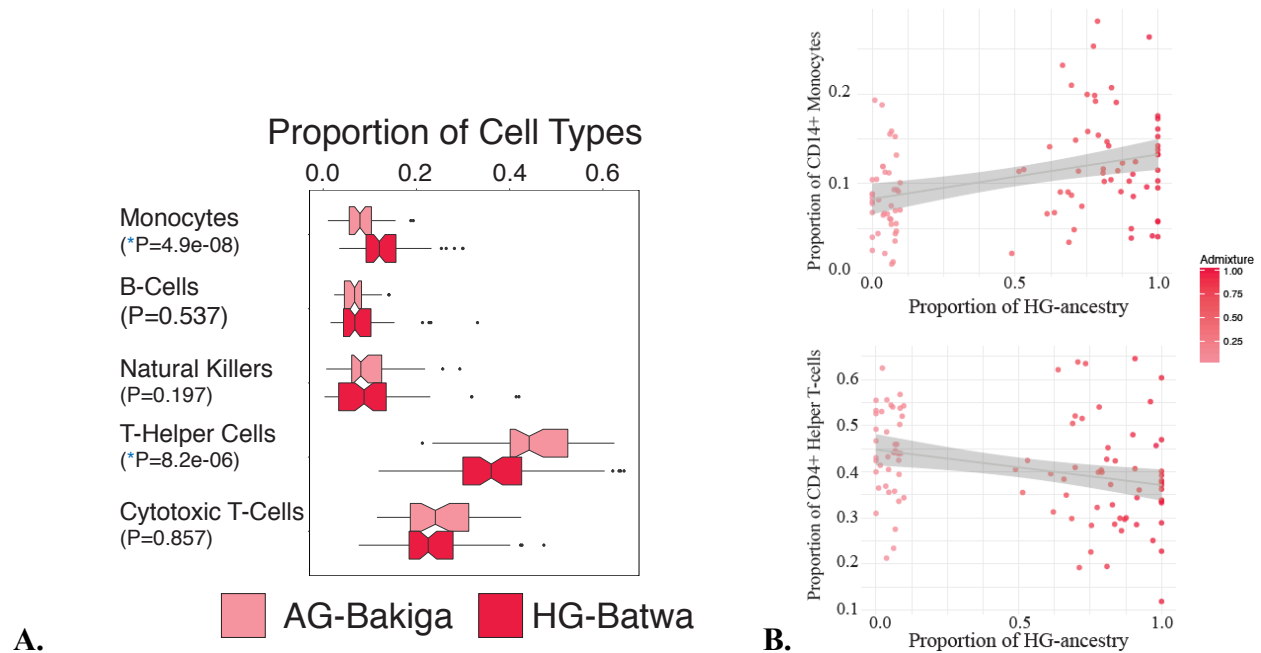 Proportion of Cell Types
0.0 0.2 0.4 0.6
Monocytes
(*P=4.9e-08)
B-Cells
(P=0.537)
Natural Killers
(P=0.197)
T-Helper Cells
(*P=8.2e-06)
Cytotoxic T-Cells
(P=0.857)
AG-Bakiga HG-Batwa
A.
Proportion of CD14+ Monocytes
0.2
0.1
0.0
0.0 0.5 1.0
Proportion of HG-ancestry
Admixture
1.00
0.75
0.50
0.25
Proportion of CD4+ Helper T-cells
0.6
0.5
0.4
0.3
0.2
0.1
0.0 0.5 1.0
Proportion of HG-ancestry
B.